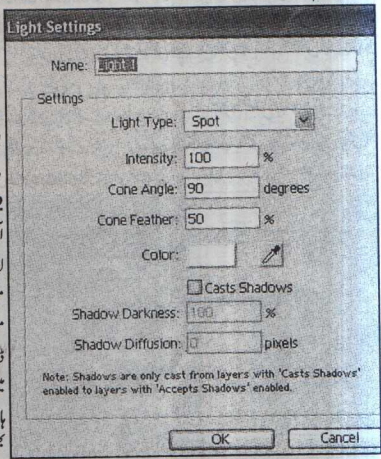 Light Settings
Name: Light 1
Settings
Light Type: Spot
Intensity: 100 %
Cone Angle: 90 degrees
Cone Feather: 50 %
Color:
Casts Shadows
Shadow Darkness: 100 %
Shadow Diffusion: 0 pixels
Note: Shadows are only cast from layers with 'Casts Shadows'
enabled to layers with 'Accepts Shadows' enabled.
OK Cancel